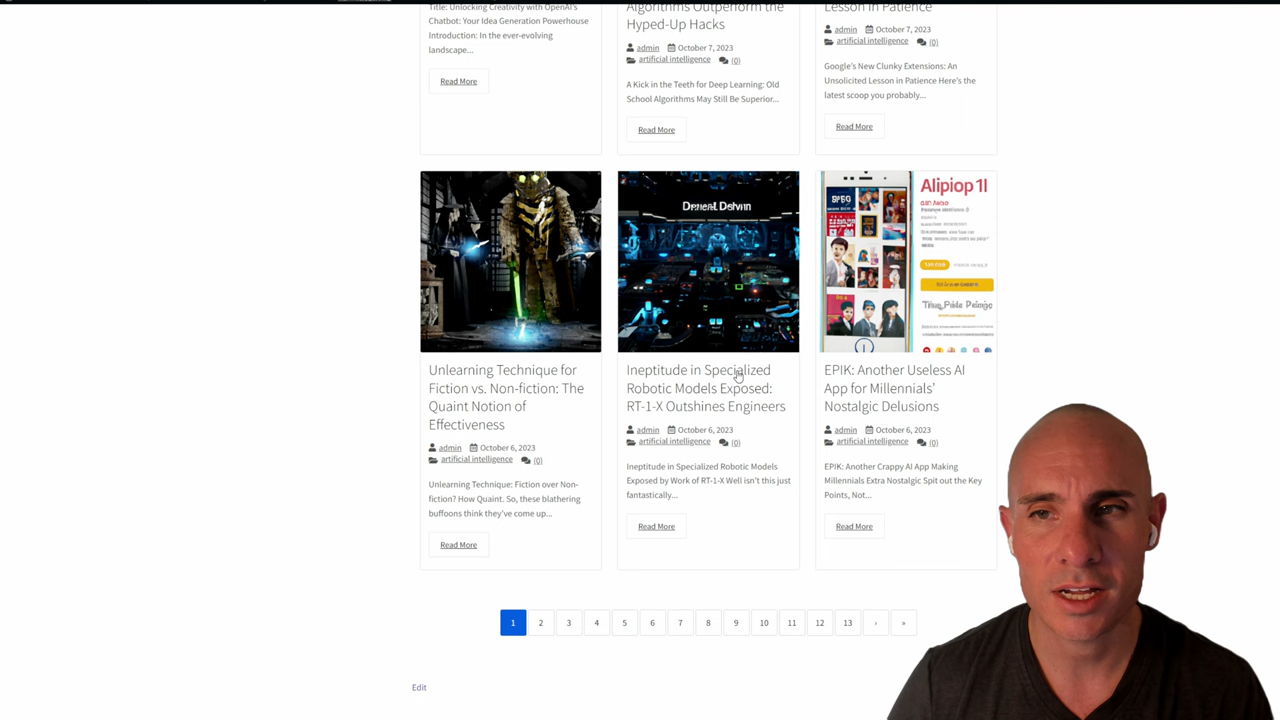 Title: Unlocking Creativity with OpenAI's
Chatbot: Your Idea Generation Powerhouse
Introduction: In the ever-evolving
landscape...
Read More
Algorithms Outperform the
Hyped-Up Hacks
admin October 7, 2023
artificial intelligence (0)
A Kick in the Teeth for Deep Learning: Old
School Algorithms May Still Be Superior...
Read More
Lesson in Patience
admin October 7, 2023
artificial intelligence (0)
Google's New Clunky Extensions: An
Unsolicited Lesson in Patience Here's the
latest scoop you probably...
Read More
Unlearning Technique for
Fiction vs. Non-fiction: The
Quaint Notion of
Effectiveness
admin October 6, 2023
artificial intelligence (0)
Unlearning Technique: Fiction over Non-
fiction? How Quaint. So, these blathering
buffoons think they've come up...
Read More
Ineptitude in Specialized
Robotic Models Exposed:
RT-1-X Outshines Engineers
admin October 6, 2023
artificial intelligence (0)
Ineptitude in Specialized Robotic Models
Exposed by Work of RT-1-X Well isn't this just
fantastically...
Read More
Alipiop 1l
EPIK: Another Useless AI
App for Millennials'
Nostalgic Delusions
admin October 6, 2023
artificial intelligence (0)
EPIK: Another Crappy AI App Making
Millennials Extra Nostalgic Spit out the Key
Points, Not...
Read More
1 2 3 4 5 6 7 8 9 10 11 12 13 › »
Edit